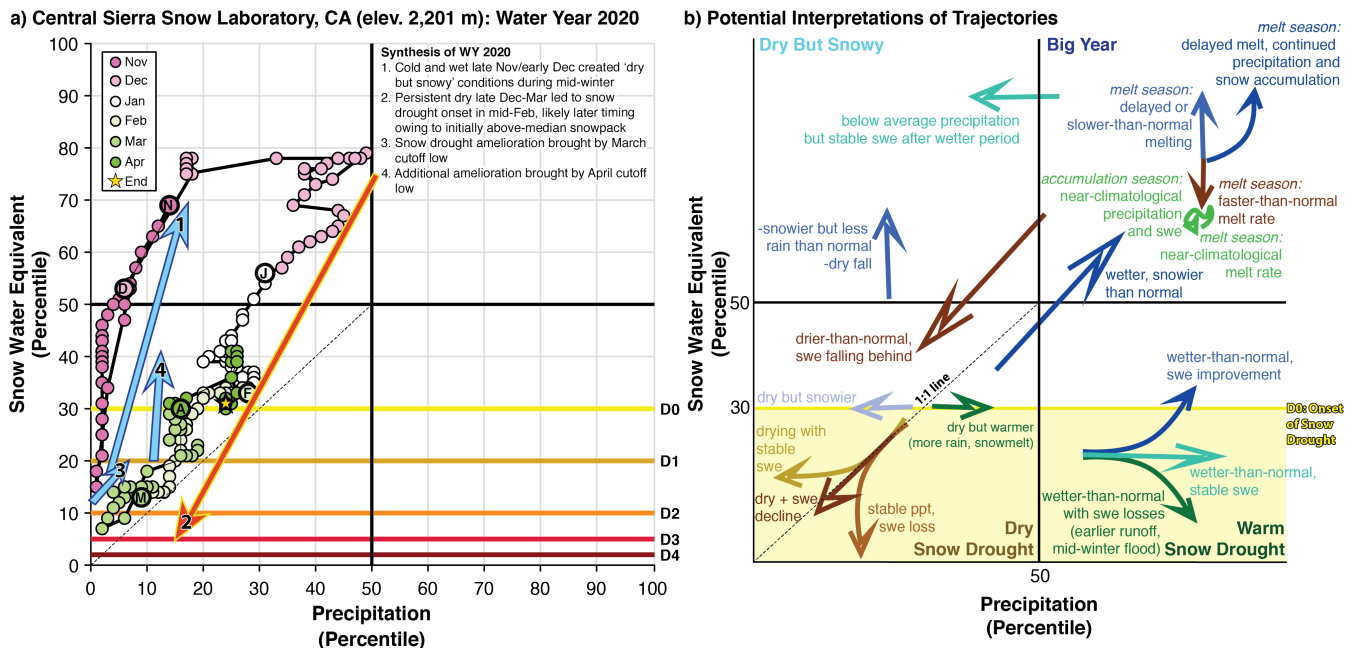 a) Central Sierra Snow Laboratory, CA (elev. 2,201 m): Water Year 2020
Snow Water Equivalent
(Percentile)
100
90
80
70
60
50
40
30
20
10
0
0
10
20
30
40
50
60
70
80
90
100
Precipitation
(Percentile)
Nov
Dec
Jan
Feb
Mar
Apr
End
Synthesis of WY 2020
1. Cold and wet late Nov/early Dec created 'dry
but snowy' conditions during mid-winter
2. Persistent dry late Dec-Mar led to snow
drought onset in mid-Feb, likely later timing
owing to initially above-median snowpack
3. Snow drought amelioration brought by March
cutoff low
4. Additional amelioration brought by April cutoff
low
N
1
D
J
4
F
A
3
M
2
D0
D1
D2
D3
D4
b) Potential Interpretations of Trajectories
Snow Water Equivalent
(Percentile)
50
30
50
Precipitation
(Percentile)
Dry But Snowy
Big Year
melt season:
delayed melt, continued
precipitation and
snow accumulation
melt season:
delayed or
slower-than-normal
melting
below average precipitation
but stable swe after wetter period
accumulation season:
near-climatological
precipitation
and swe
melt season:
faster-than-normal
melt rate
melt season:
near-climatological
melt rate
-snowier but less
rain than normal
-dry fall
wetter, snowier
than normal
drier-than-normal,
swe falling behind
1:1 line
wetter-than-normal,
swe improvement
dry but snowier
D0: Onset
of Snow
Drought
dry but warmer
(more rain, snowmelt)
drying with
stable
swe
dry + swe
decline
stable ppt,
swe loss
wetter-than-normal,
stable swe
wetter-than-normal
with swe losses
(earlier runoff,
mid-winter flood)
Dry
Snow Drought
Warm
Snow Drought